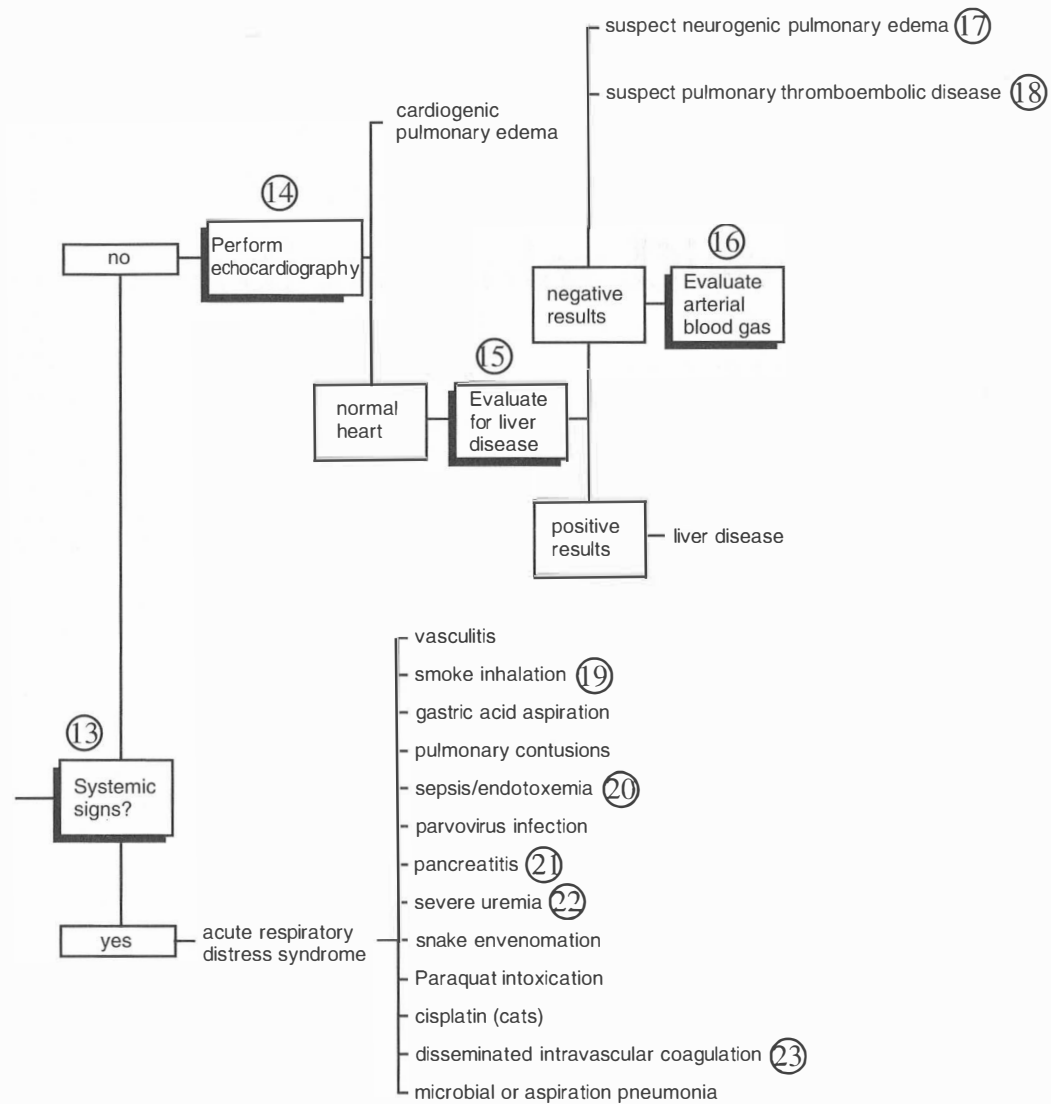 suspect neurogenic pulmonary edema 17
suspect pulmonary thromboembolic disease 18
cardiogenic
pulmonary edema
14
no
Perform
echocardiography
16
negative
results
Evaluate
arterial
blood gas
15
normal
heart
Evaluate
for liver
disease
positive
results
liver disease
13
Systemic
signs?
yes
acute respiratory
distress syndrome
vasculitis
smoke inhalation 19
gastric acid aspiration
pulmonary contusions
sepsis/endotoxemia 20
parvovirus infection
pancreatitis 21
severe uremia 22
snake envenomation
Paraquat intoxication
cisplatin (cats)
disseminated intravascular coagulation 23
microbial or aspiration pneumonia